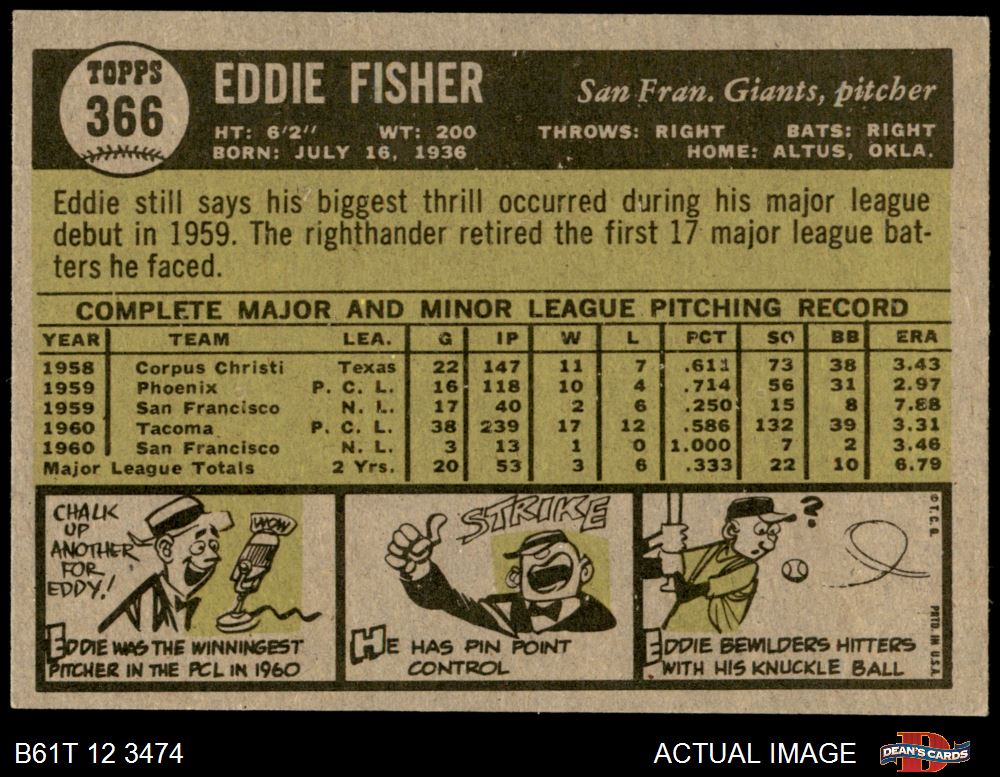 TOPPS
366
EDDIE FISHER
San Fran. Giants, pitcher
HT: 6'2" WT: 200 THROWS: RIGHT BATS: RIGHT
BORN: JULY 16, 1936 HOME: ALTUS, OKLA.
Eddie still says his biggest thrill occurred during his major league
debut in 1959. The righthander retired the first 17 major league bat-
ters he faced.
COMPLETE MAJOR AND MINOR LEAGUE PITCHING RECORD
YEAR TEAM LEA. G IP W L PCT SO BB ERA
1958 Corpus Christi Texas 22 147 11 7 .611 73 38 3.43
1959 Phoenix P. C. L. 16 118 10 4 .714 56 31 2.97
1959 San Francisco N. L. 17 40 2 6 .250 15 8 7.88
1960 Tacoma P. C. L. 38 239 17 12 .586 132 39 3.31
1960 San Francisco N. L. 3 13 1 0 1.000 7 2 3.46
Major League Totals 2 Yrs. 20 53 3 6 .333 22 10 6.79
CHALK
UP
ANOTHER
FOR
EDDY!
WOW
EDDIE WAS THE WINNINGEST
PITCHER IN THE PCL IN 1960
STRIKE
HE HAS PIN POINT
CONTROL
?
EDDIE BEWILDERS HITTERS
WITH HIS KNUCKLE BALL
© T. C. G.
PRTD. IN U.S.A.
B61T 12 3474
ACTUAL IMAGE
DEAN'S CARDS